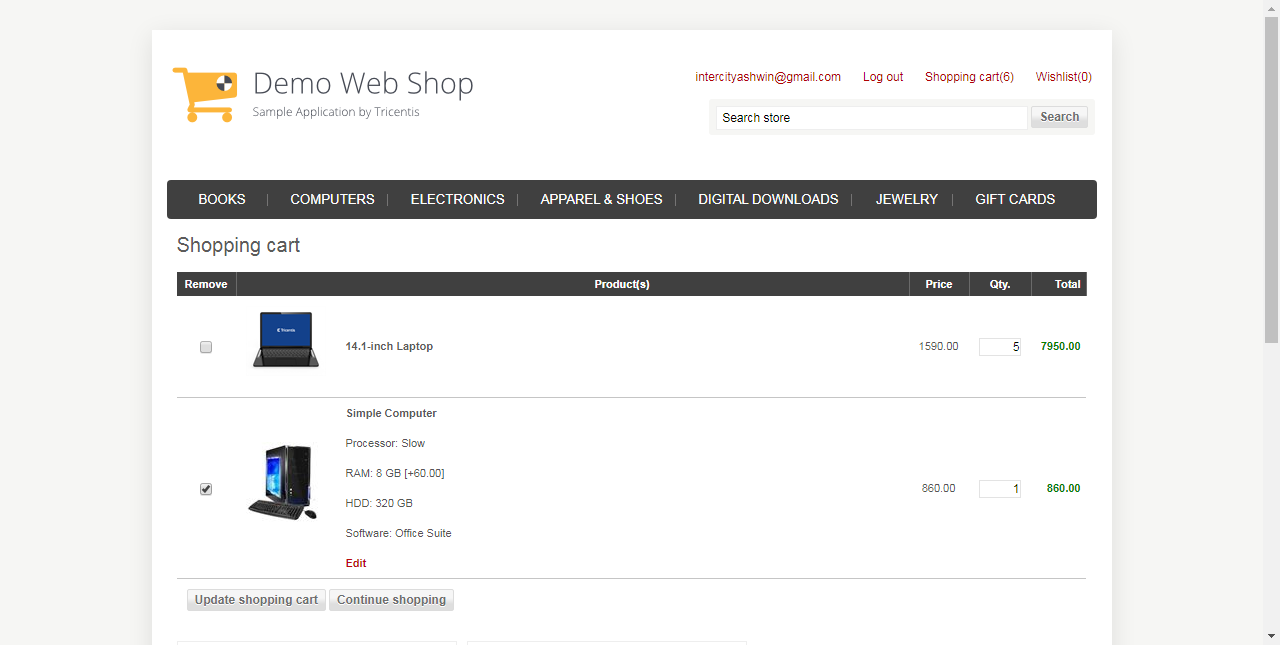 Demo Web Shop
Sample Application by Tricentis
intercityashwin@gmail.com Log out Shopping cart(6) Wishlist(0)
Search store Search
BOOKS | COMPUTERS | ELECTRONICS | APPAREL & SHOES | DIGITAL DOWNLOADS | JEWELRY | GIFT CARDS
Shopping cart
Remove Product(s) Price Qty. Total
Tricentis
14.1-inch Laptop 1590.00 5 7950.00
Simple Computer
Processor: Slow
RAM: 8 GB [+60.00]
860.00 1 860.00
HDD: 320 GB
Software: Office Suite
Edit
Update shopping cart Continue shopping